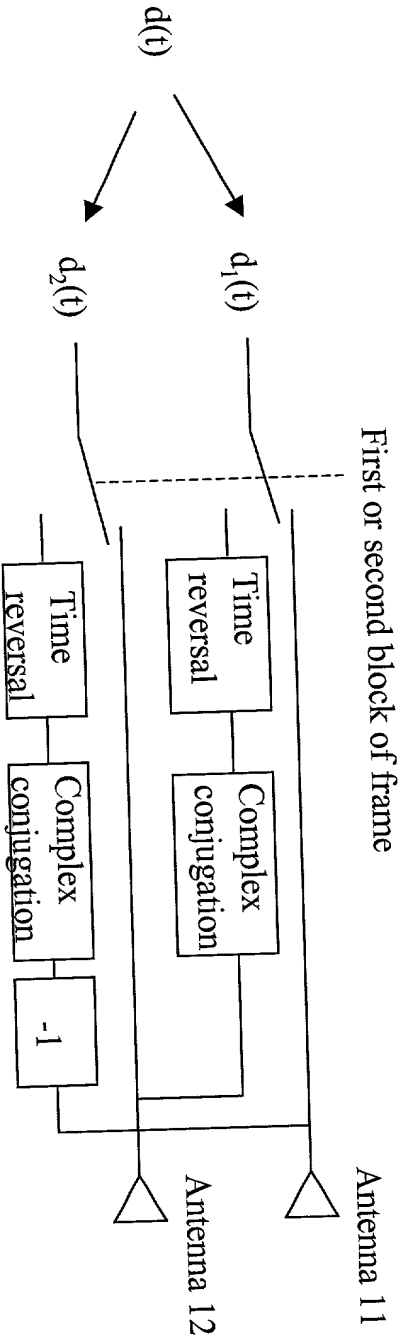 First or second block of frame
d(t)
d₁(t)
Time
reversal
Complex
conjugation
Antenna 11
d₂(t)
Time
reversal
Complex
conjugation
-1
Antenna 12